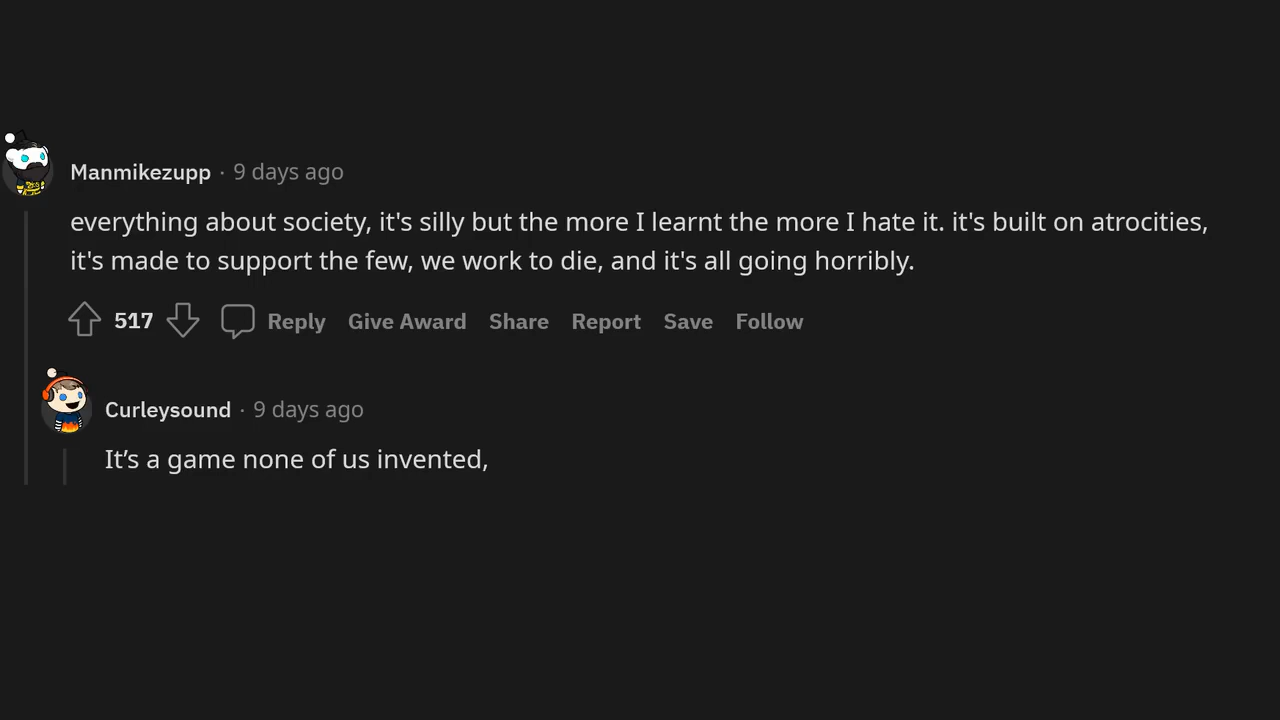 Manmikezupp · 9 days ago
everything about society, it's silly but the more I learnt the more I hate it. it's built on atrocities,
it's made to support the few, we work to die, and it's all going horribly.
517 Reply Give Award Share Report Save Follow
Curleysound · 9 days ago
It’s a game none of us invented,